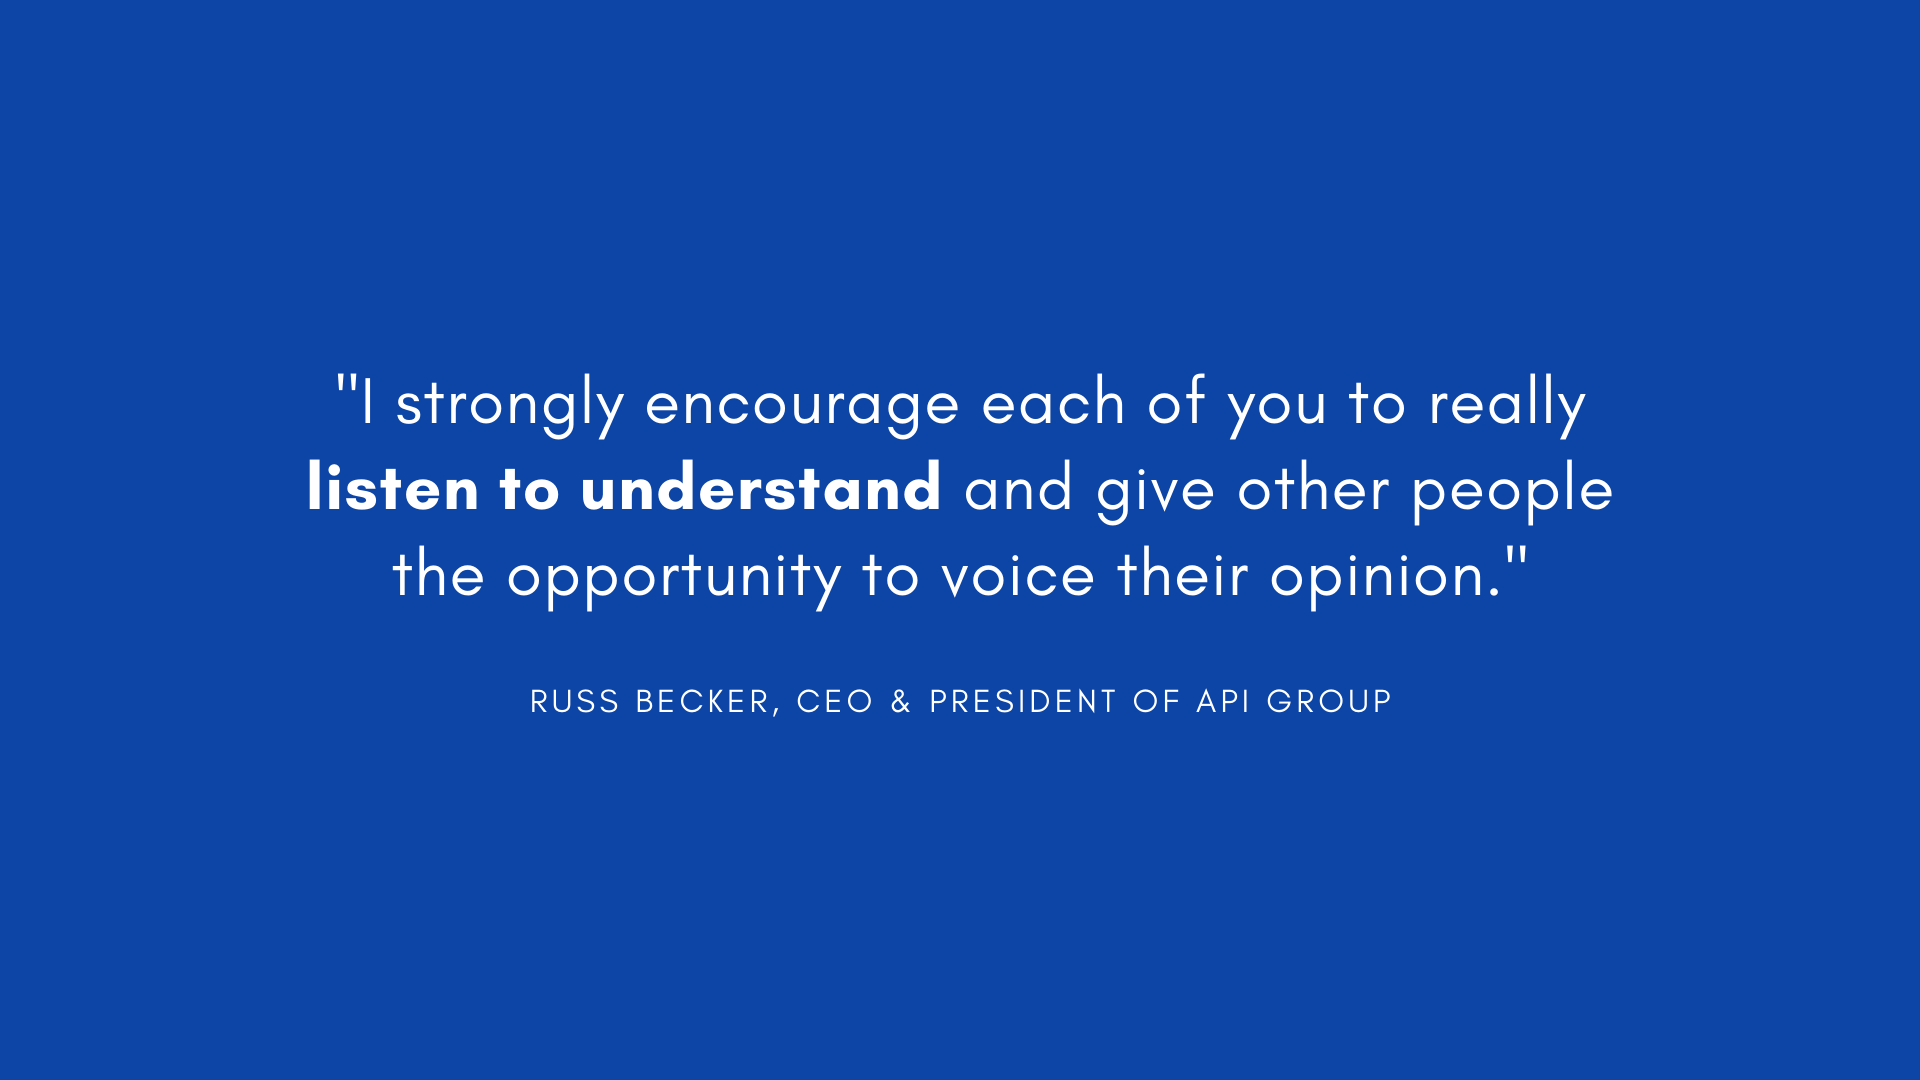 "I strongly encourage each of you to really
listen to understand and give other people
the opportunity to voice their opinion."
RUSS BECKER, CEO & PRESIDENT OF API GROUP